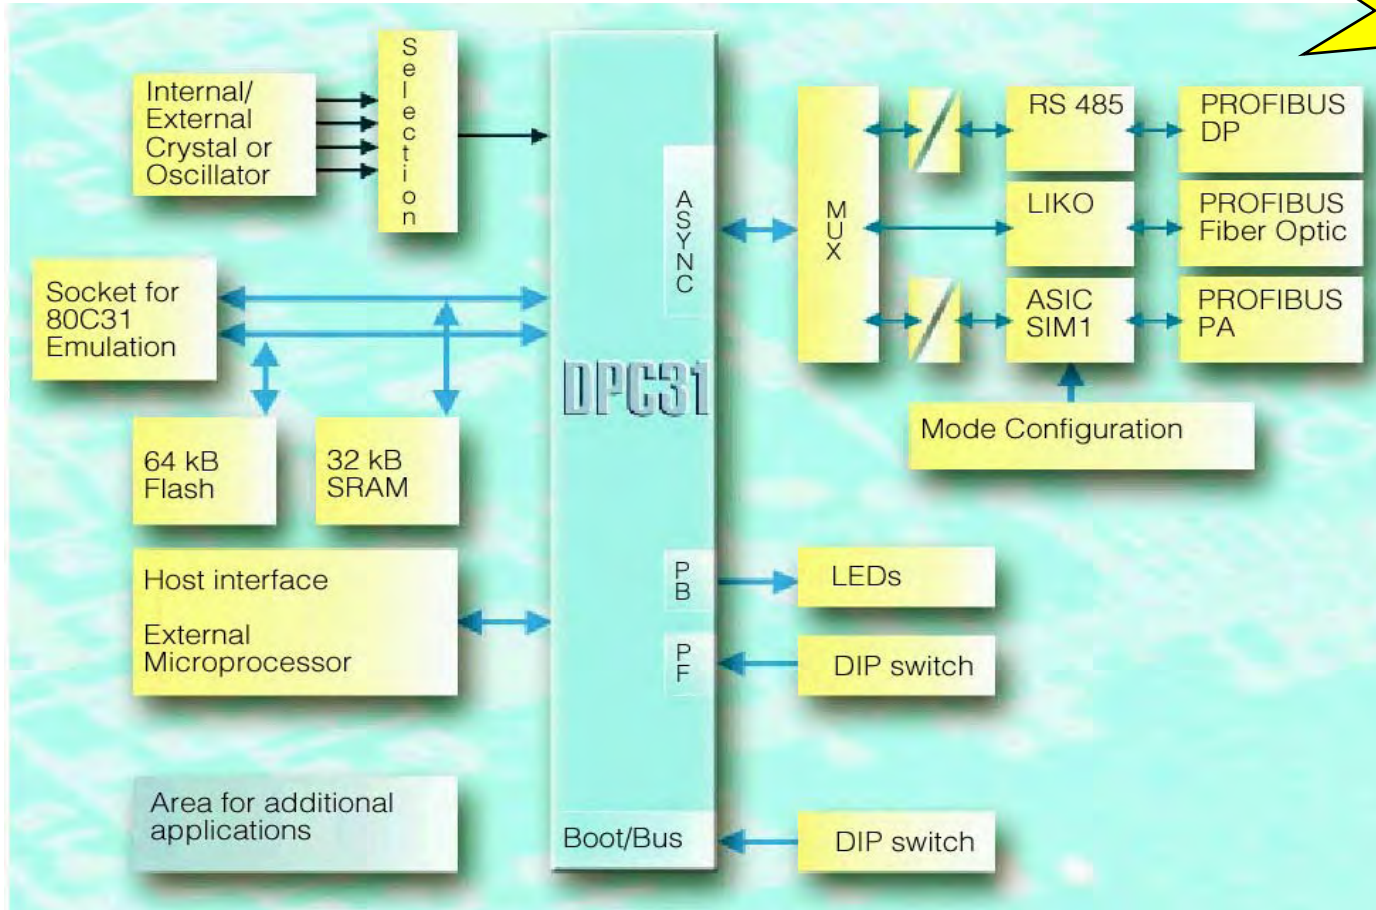 Internal/
External
Crystal or
Oscillator
Selection
Socket for
80C31
Emulation
64 kB
Flash
32 kB
SRAM
Host interface
External
Microprocessor
Area for additional
applications
DPC31
ASYNC
PB
PF
Boot/Bus
MUX
RS 485
PROFIBUS
DP
LIKO
PROFIBUS
Fiber Optic
ASIC
SIM1
PROFIBUS
PA
Mode Configuration
LEDs
DIP switch
DIP switch